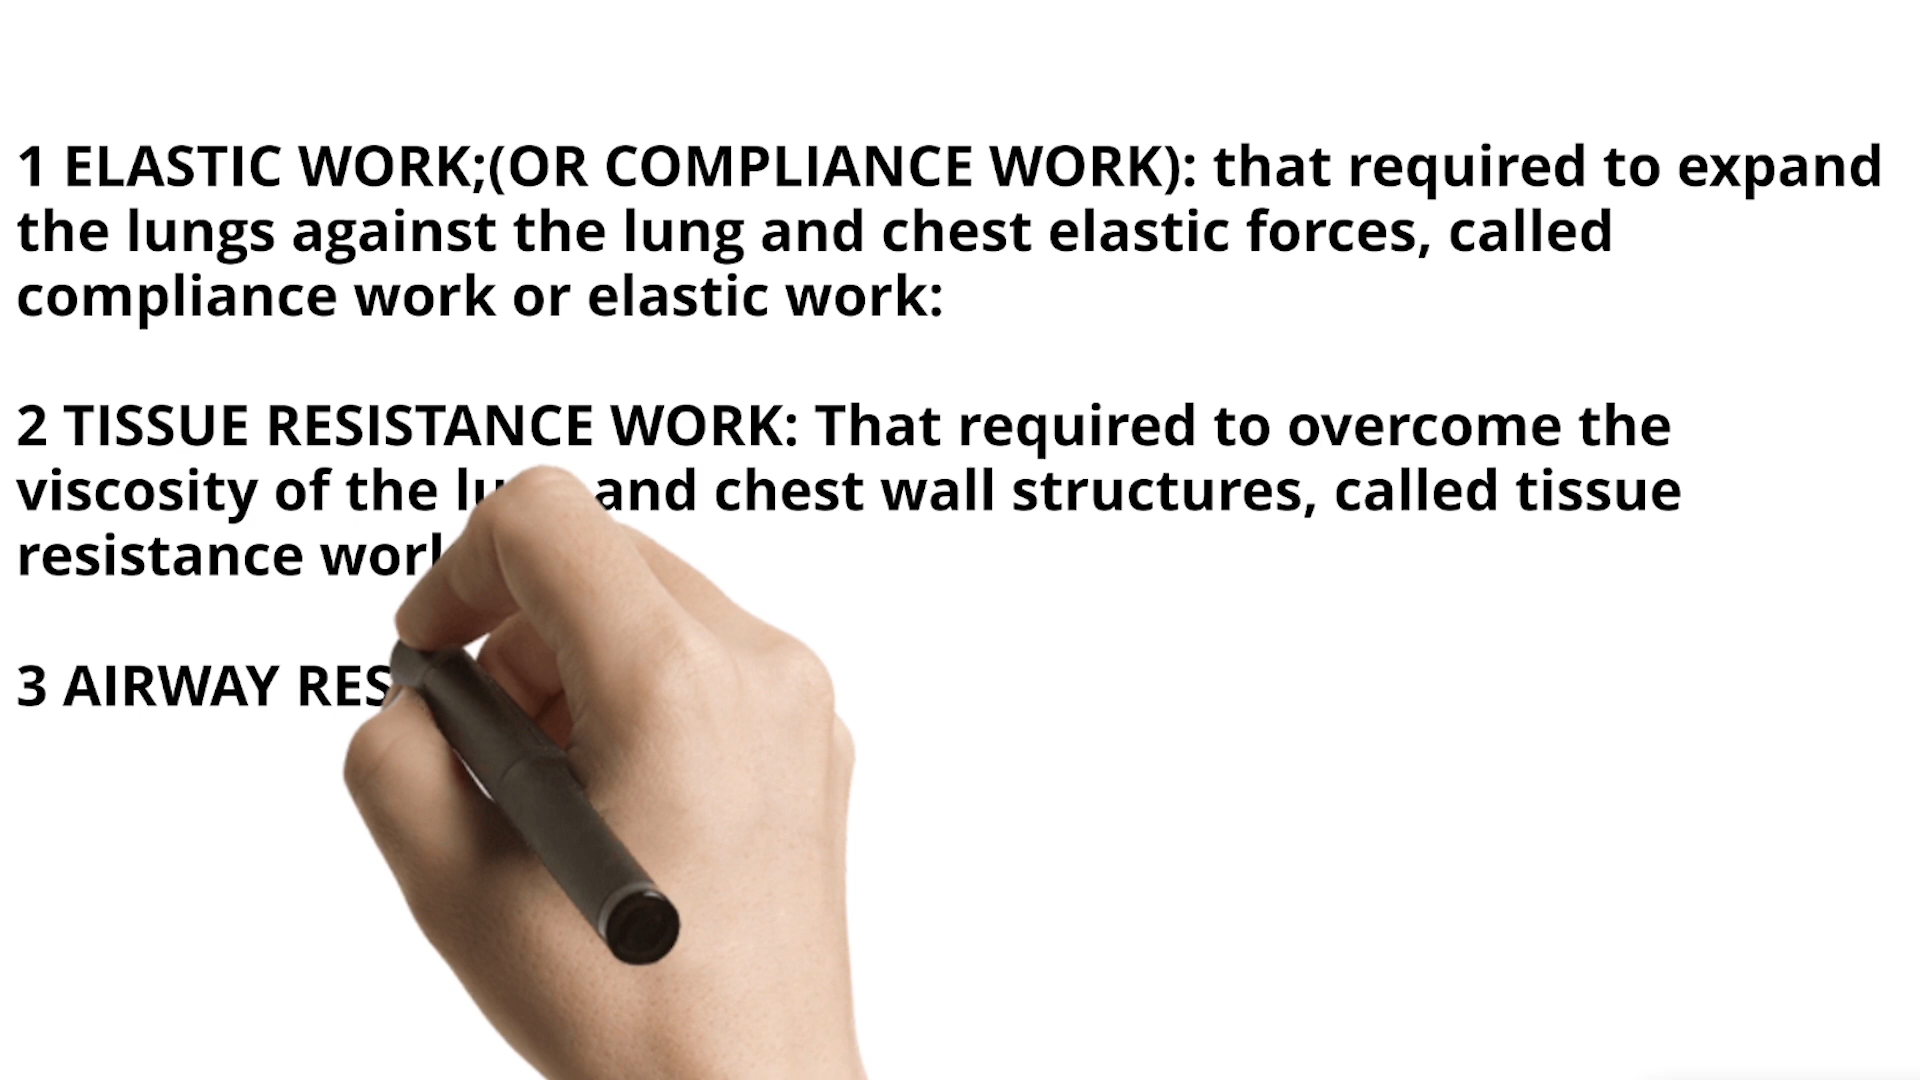 1 ELASTIC WORK;(OR COMPLIANCE WORK): that required to expand
the lungs against the lung and chest elastic forces, called
compliance work or elastic work:
2 TISSUE RESISTANCE WORK: That required to overcome the
viscosity of the and chest wall structures, called tissue
resistance
3 AIRWAY